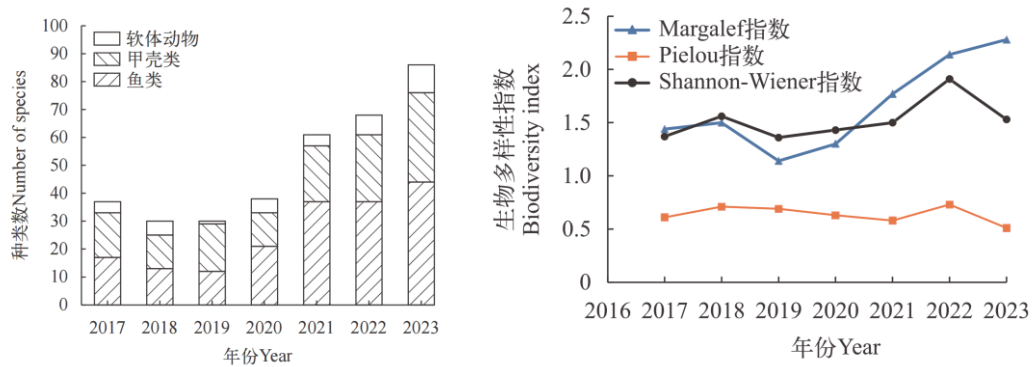 种类数Number of species
100
90
80
70
60
50
40
30
20
10
0
软体动物
甲壳类
鱼类
2017 2018 2019 2020 2021 2022 2023
年份Year
生物多样性指数
Biodiversity index
2.5
2.0
1.5
1.0
0.5
0
Margalef指数
Pielou指数
Shannon-Wiener指数
2016 2017 2018 2019 2020 2021 2022 2023
年份Year